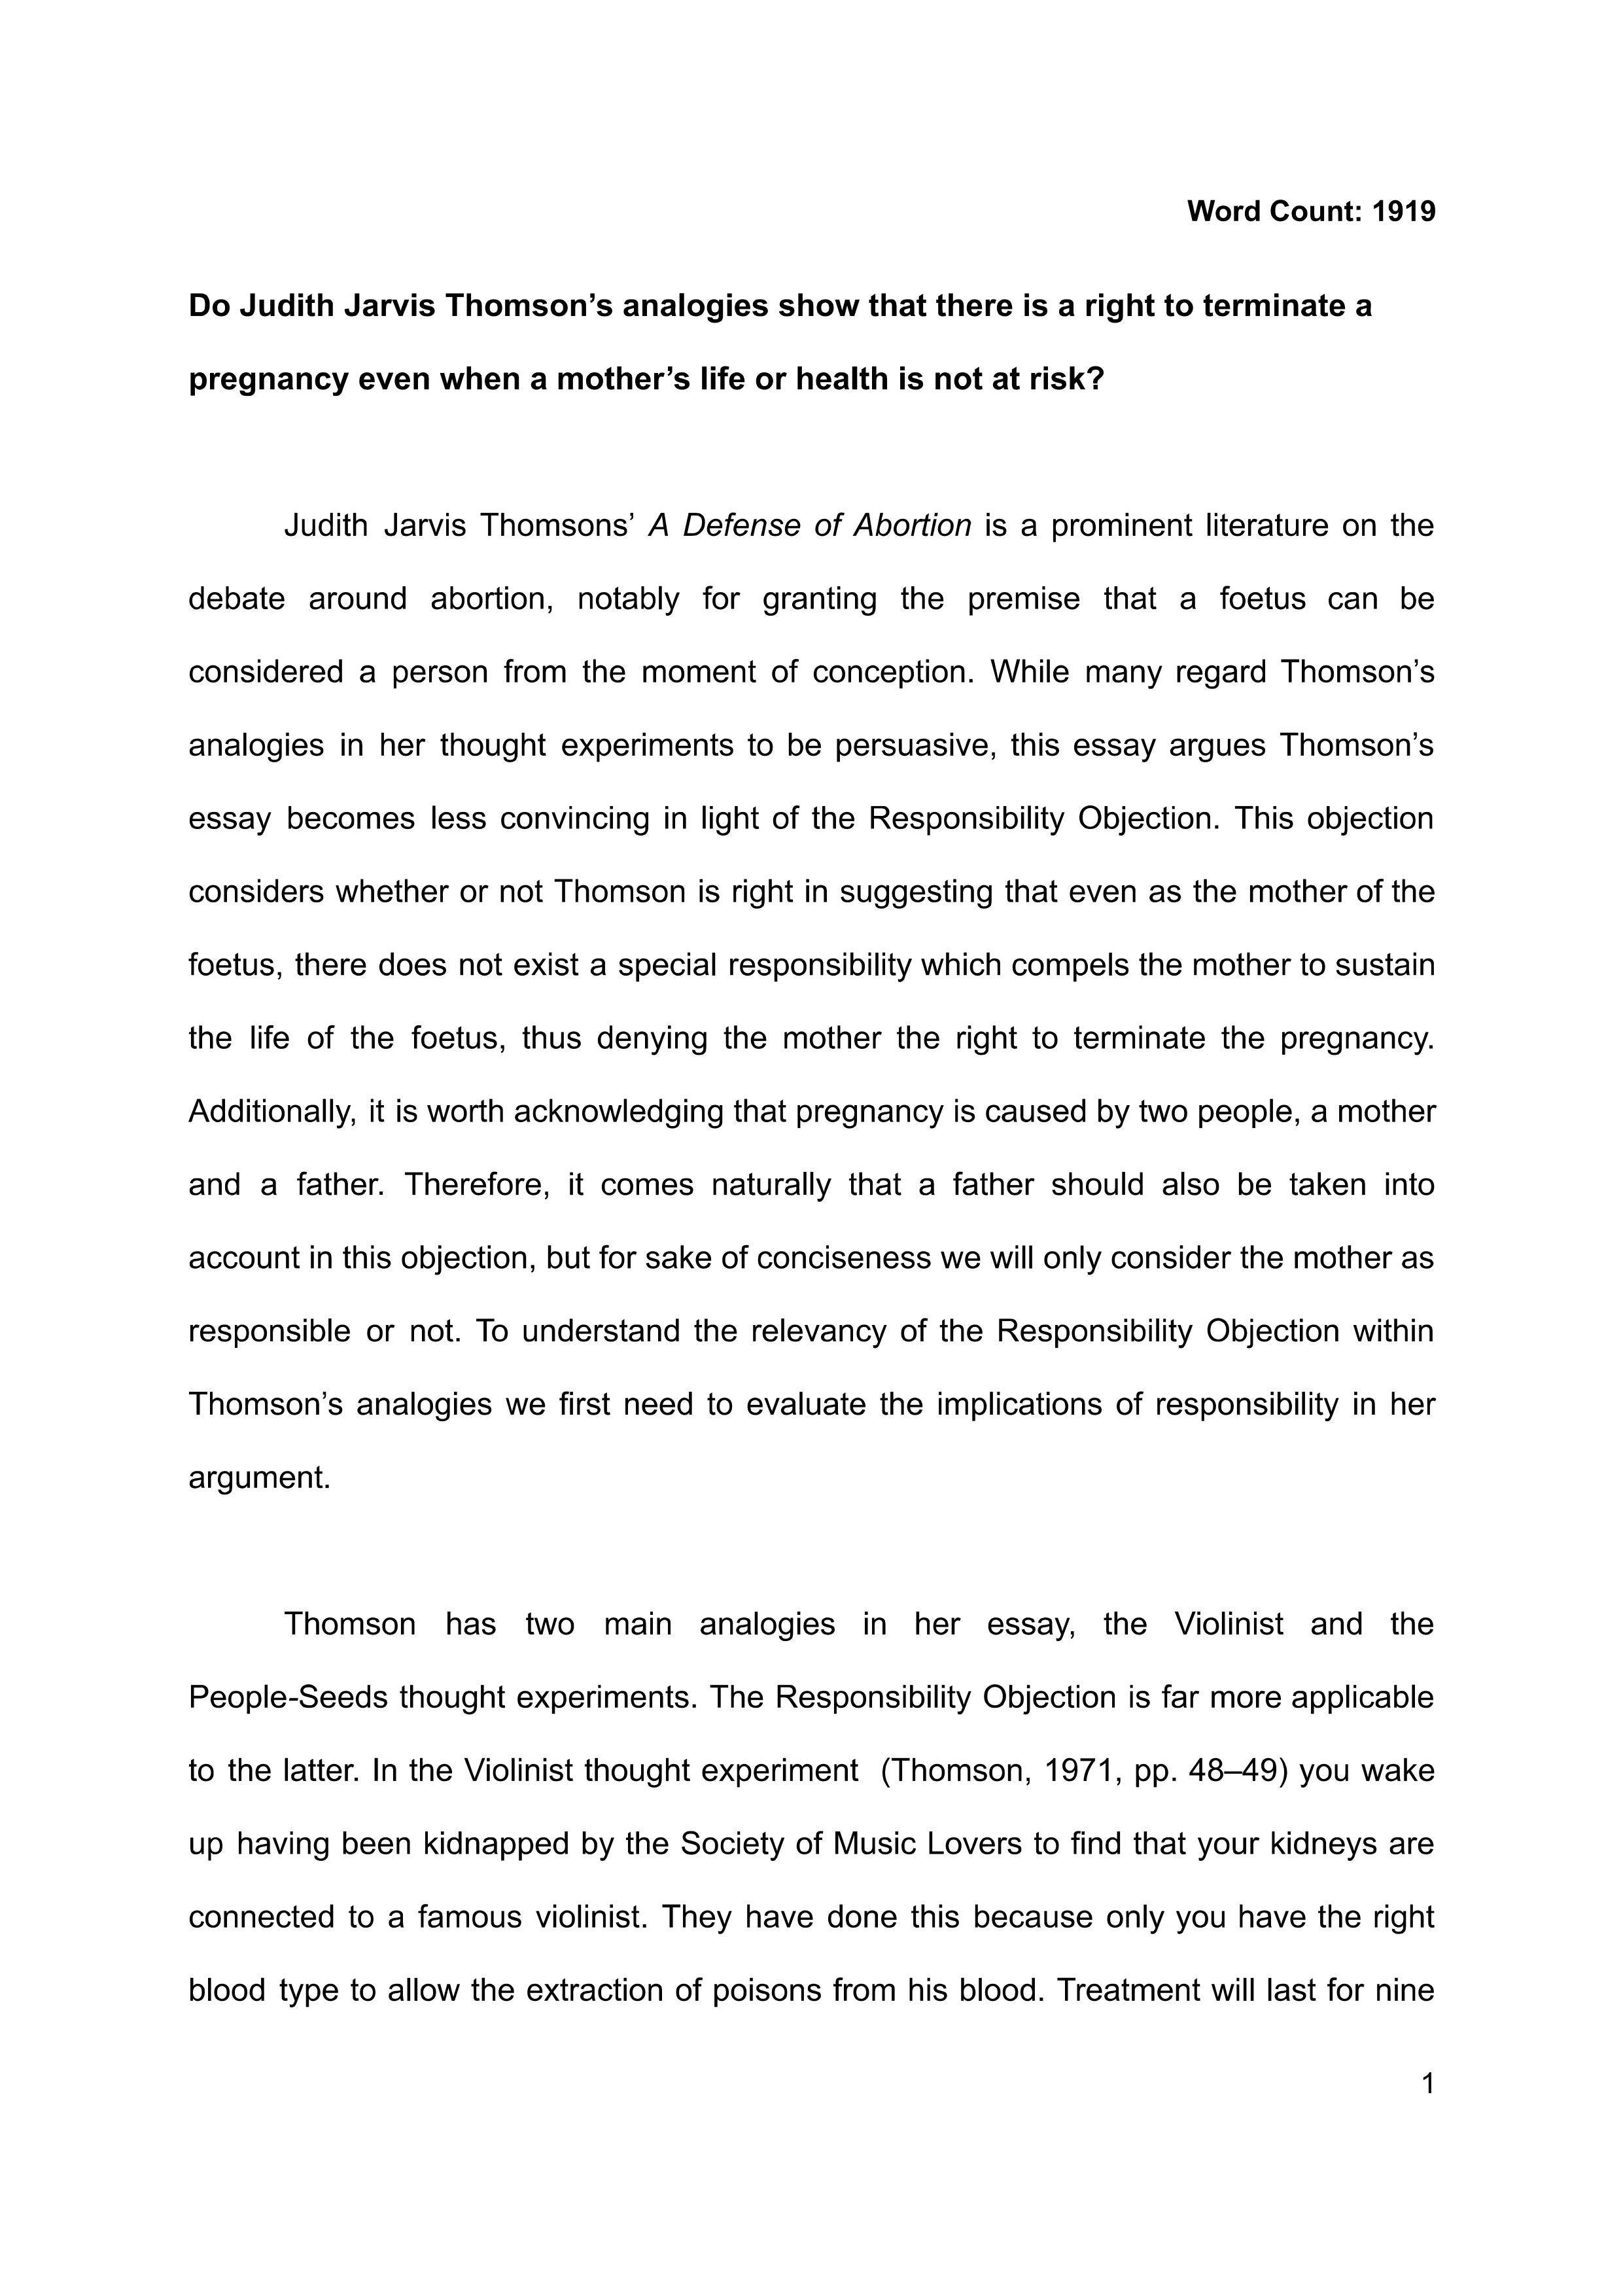 Word Count: 1919
Do Judith Jarvis Thomson’s analogies show that there is a right to terminate a
pregnancy even when a mother’s life or health is not at risk?
Judith Jarvis Thomsons’ A Defense of Abortion is a prominent literature on the
debate around abortion, notably for granting the premise that a foetus can be
considered a person from the moment of conception. While many regard Thomson’s
analogies in her thought experiments to be persuasive, this essay argues Thomson’s
essay becomes less convincing in light of the Responsibility Objection. This objection
considers whether or not Thomson is right in suggesting that even as the mother of the
foetus, there does not exist a special responsibility which compels the mother to sustain
the life of the foetus, thus denying the mother the right to terminate the pregnancy.
Additionally, it is worth acknowledging that pregnancy is caused by two people, a mother
and a father. Therefore, it comes naturally that a father should also be taken into
account in this objection, but for sake of conciseness we will only consider the mother as
responsible or not. To understand the relevancy of the Responsibility Objection within
Thomson’s analogies we first need to evaluate the implications of responsibility in her
argument.
Thomson has two main analogies in her essay, the Violinist and the
People-Seeds thought experiments. The Responsibility Objection is far more applicable
to the latter. In the Violinist thought experiment (Thomson, 1971, pp. 48–49) you wake
up having been kidnapped by the Society of Music Lovers to find that your kidneys are
connected to a famous violinist. They have done this because only you have the right
blood type to allow the extraction of poisons from his blood. Treatment will last for nine
1